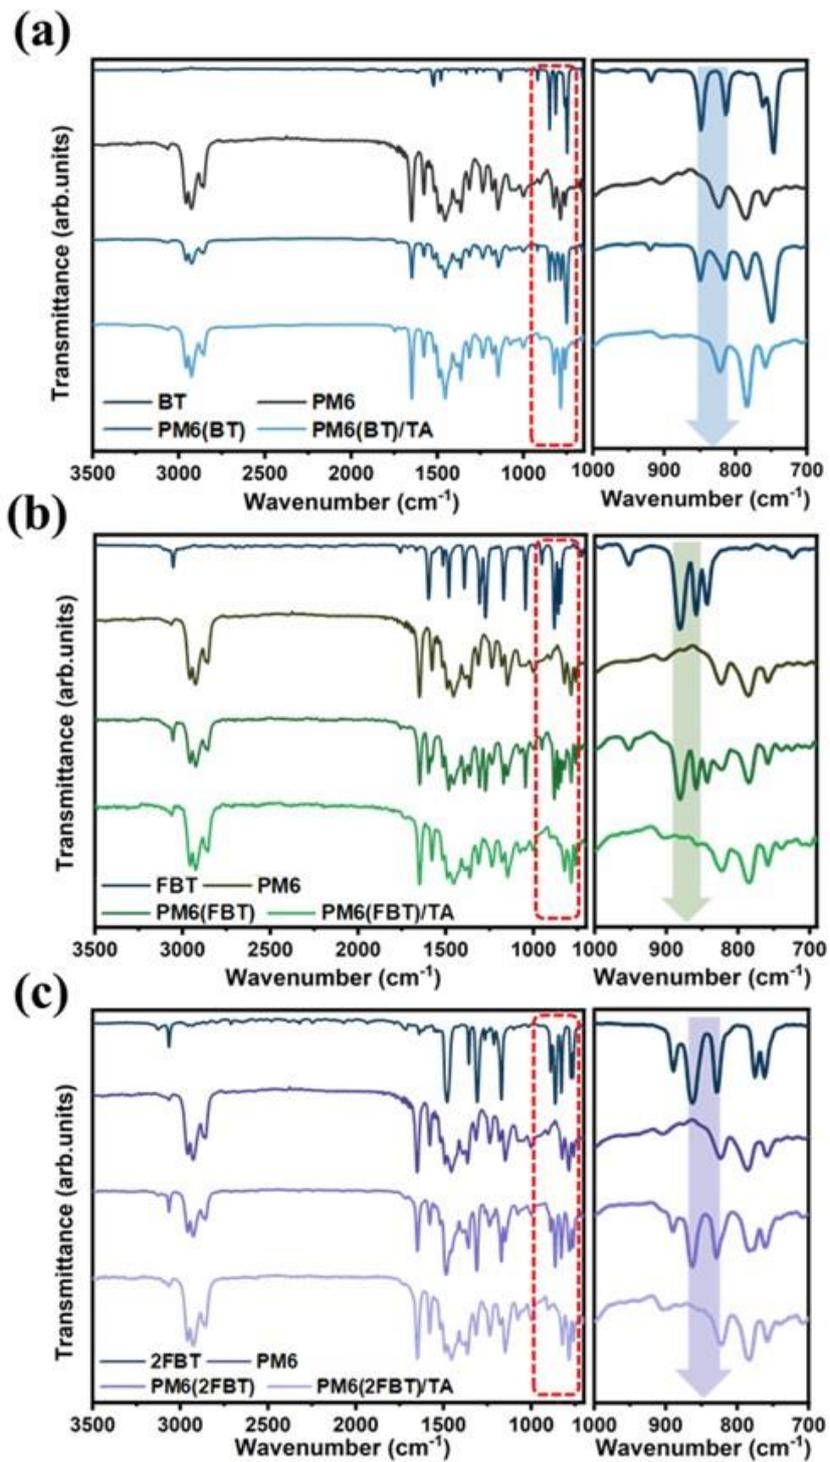 (a)
Transmittance (arb.units)
BT PM6
PM6(BT) PM6(BT)/TA
3500 3000 2500 2000 1500 1000
Wavenumber (cm-1)
1000 900 800 700
Wavenumber (cm-1)
(b)
Transmittance (arb.units)
FBT PM6
PM6(FBT) PM6(FBT)/TA
3500 3000 2500 2000 1500 1000
Wavenumber (cm-1)
1000 900 800 700
Wavenumber (cm-1)
(c)
Transmittance (arb.units)
2FBT PM6
PM6(2FBT) PM6(2FBT)/TA
3500 3000 2500 2000 1500 1000
Wavenumber (cm-1)
1000 900 800 700
Wavenumber (cm-1)